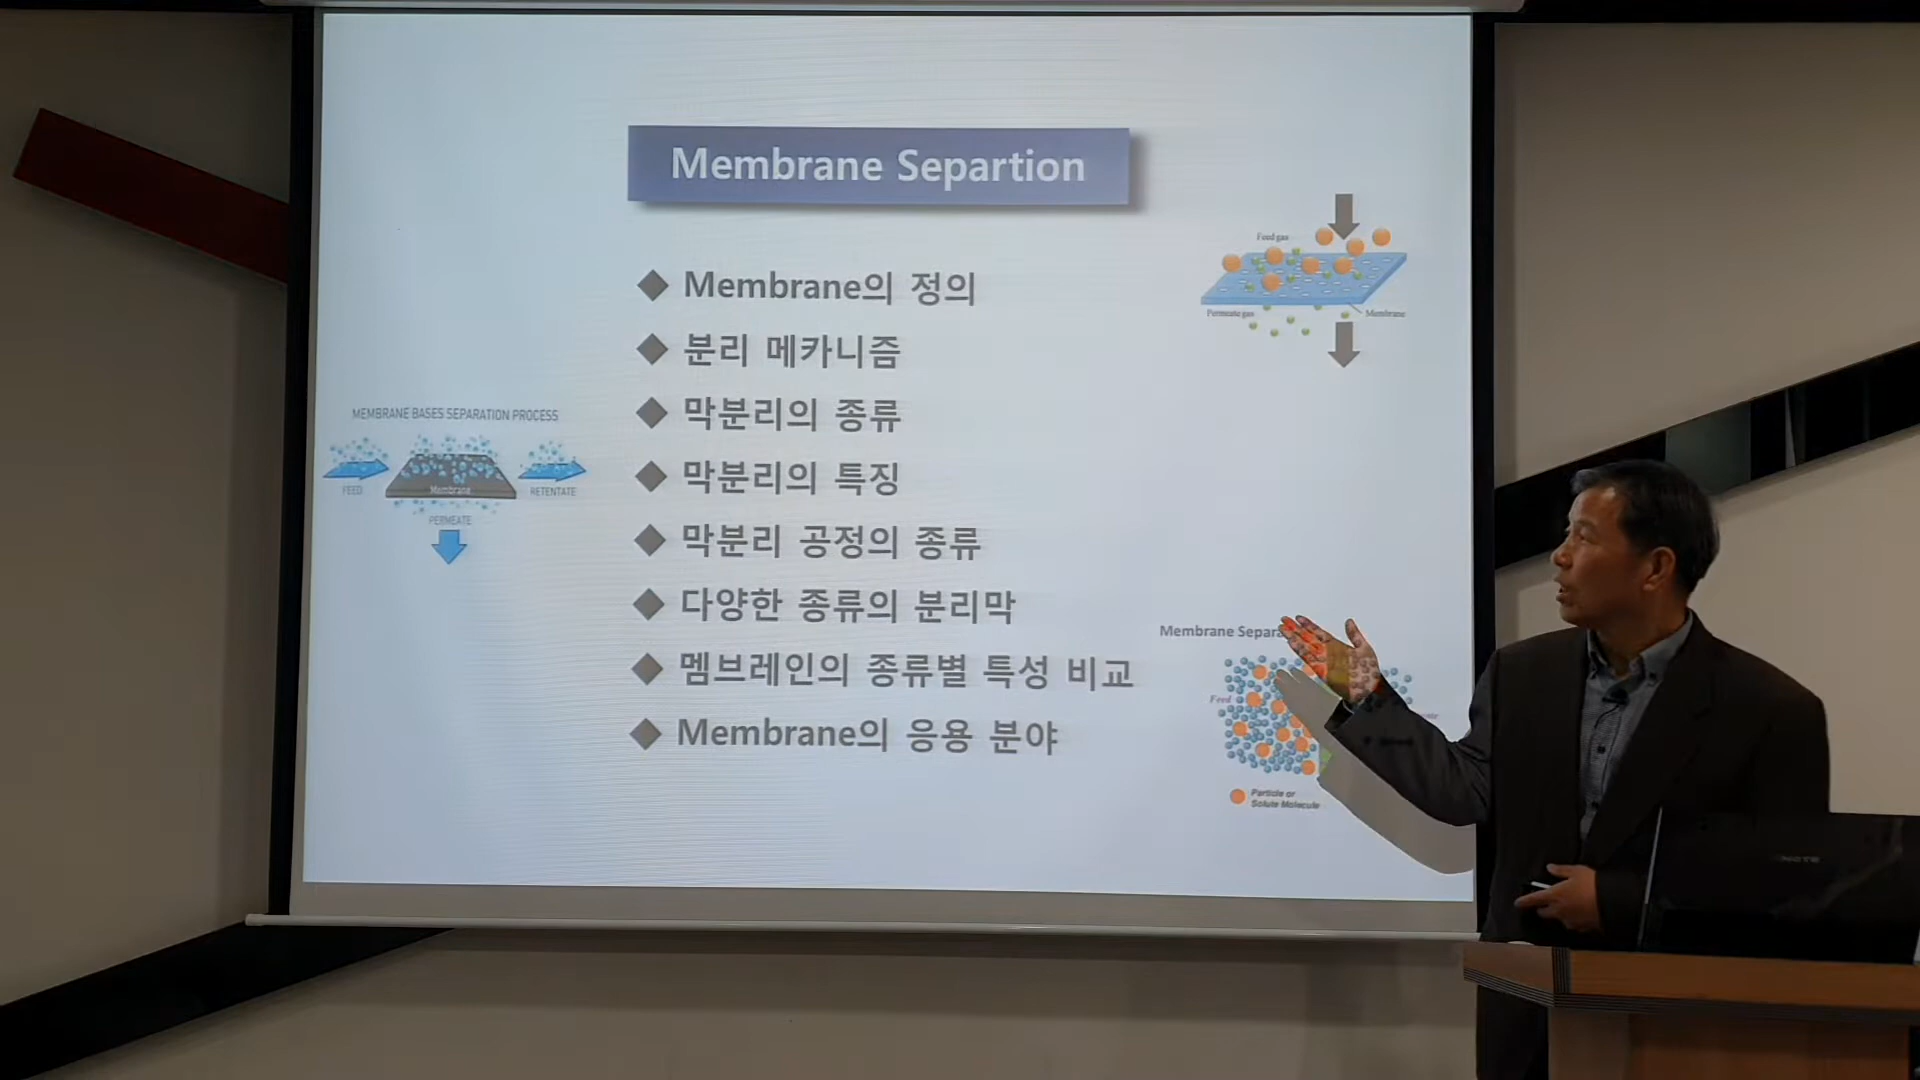 Membrane Separtion
Membrane의 정의
분리 메카니즘
막분리의 종류
막분리의 특징
막분리 공정의 종류
다양한 종류의 분리막
멤브레인의 종류별 특성 비교
Membrane의 응용 분야
MEMBRANE BASES SEPARATION PROCESS
FEED
Membrane
RETENTATE
PERMEATE
Feed gas
Permeate gas
Membrane
Membrane Separa
Feed
Particle or
Solute Molecule